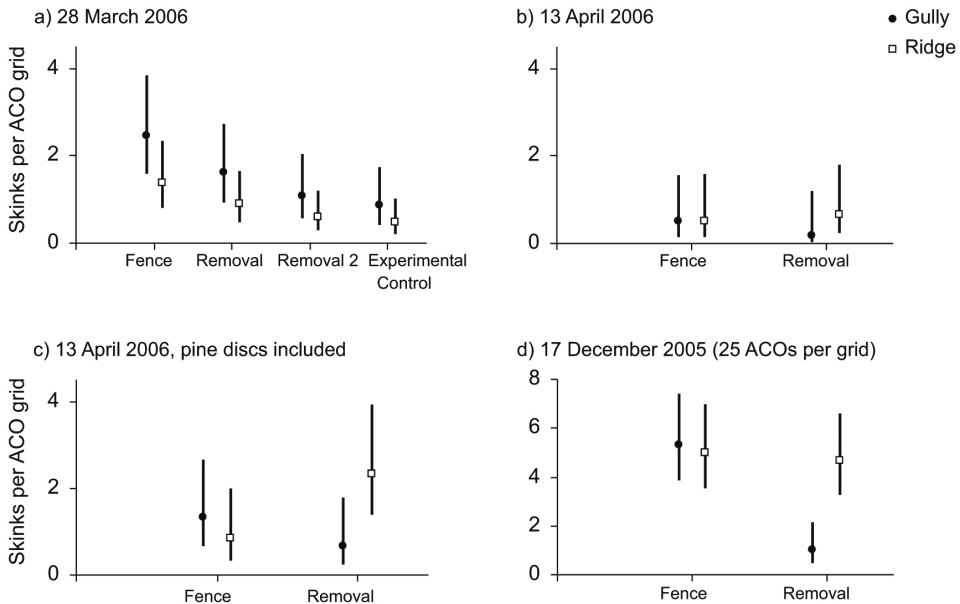 a) 28 March 2006
Skinks per ACO grid
4
2
0
Fence
Removal
Removal 2
Experimental
Control
b) 13 April 2006
Gully
Ridge
4
2
0
Fence
Removal
c) 13 April 2006, pine discs included
Skinks per ACO grid
4
2
0
Fence
Removal
d) 17 December 2005 (25 ACOs per grid)
8
6
4
2
0
Fence
Removal